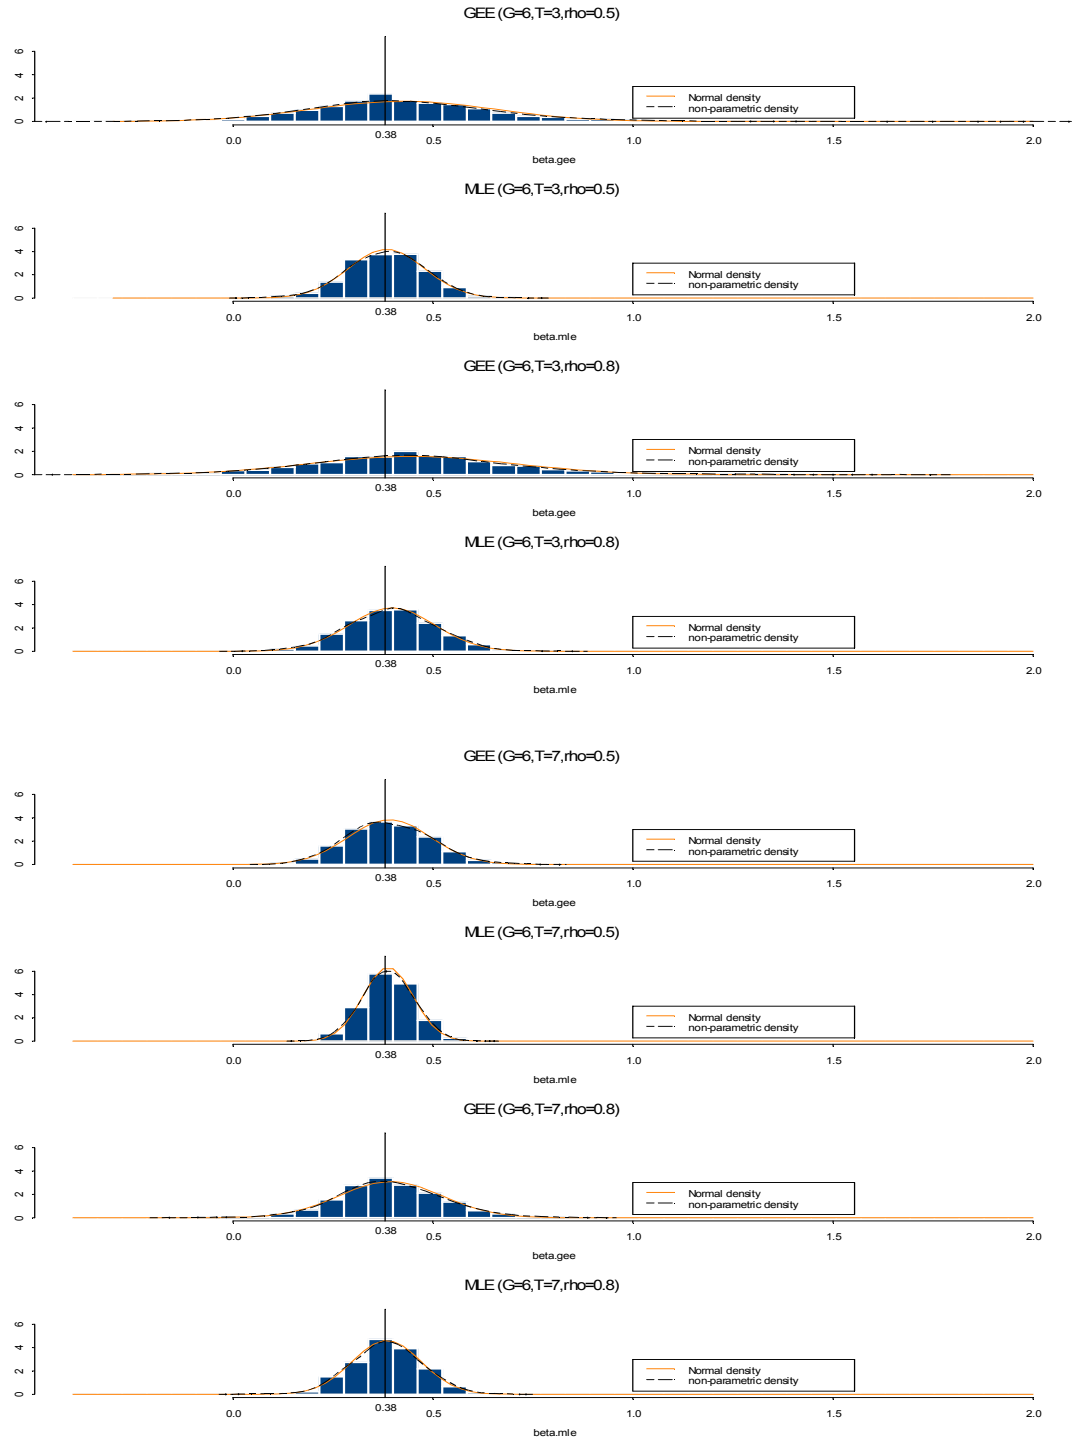 GEE (G=6,T=3,rho=0.5)
0 2 4 6
Normal density
non-parametric density
0.0 0.38 0.5 1.0 1.5 2.0
beta.gee
MLE (G=6,T=3,rho=0.5)
0 2 4 6
Normal density
non-parametric density
0.0 0.38 0.5 1.0 1.5 2.0
beta.mle
GEE (G=6,T=3,rho=0.8)
0 2 4 6
Normal density
non-parametric density
0.0 0.38 0.5 1.0 1.5 2.0
beta.gee
MLE (G=6,T=3,rho=0.8)
0 2 4 6
Normal density
non-parametric density
0.0 0.38 0.5 1.0 1.5 2.0
beta.mle
GEE (G=6,T=7,rho=0.5)
0 2 4 6
Normal density
non-parametric density
0.0 0.38 0.5 1.0 1.5 2.0
beta.gee
MLE (G=6,T=7,rho=0.5)
0 2 4 6
Normal density
non-parametric density
0.0 0.38 0.5 1.0 1.5 2.0
beta.mle
GEE (G=6,T=7,rho=0.8)
0 2 4 6
Normal density
non-parametric density
0.0 0.38 0.5 1.0 1.5 2.0
beta.gee
MLE (G=6,T=7,rho=0.8)
0 2 4 6
Normal density
non-parametric density
0.0 0.38 0.5 1.0 1.5 2.0
beta.mle